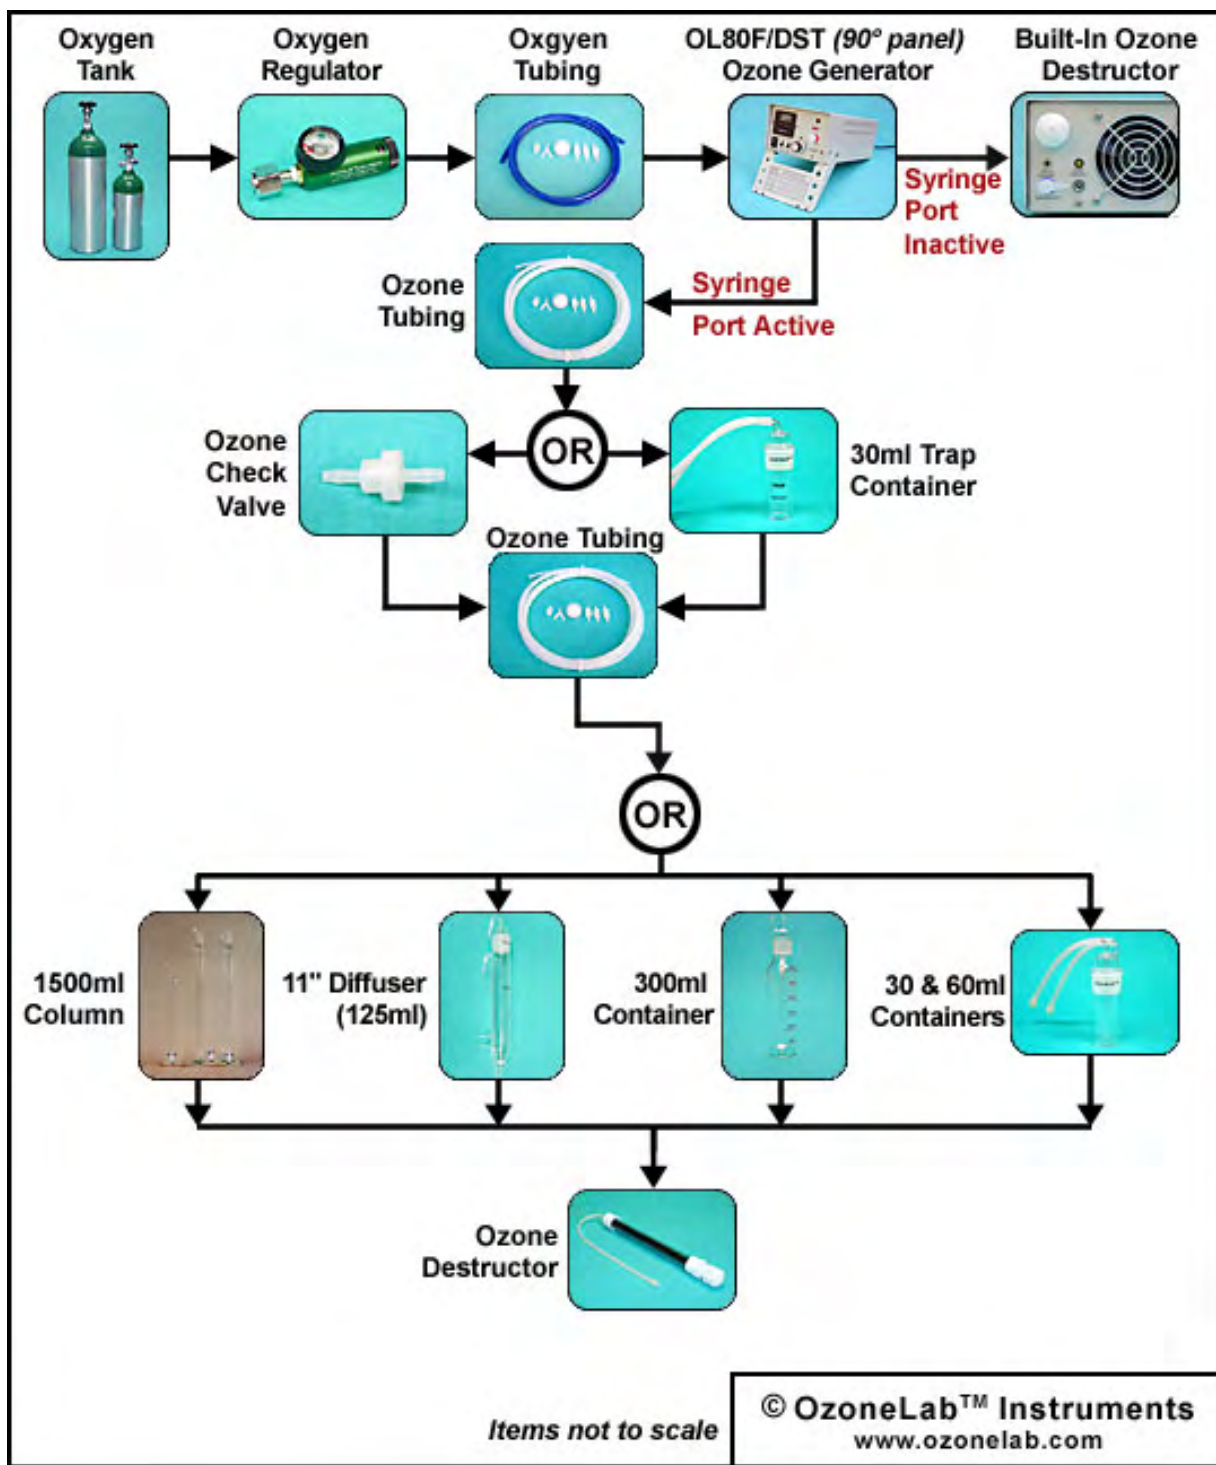 Oxygen
Tank
Oxygen
Regulator
Oxgyen
Tubing
OL80F/DST (90° panel)
Ozone Generator
Built-In Ozone
Destructor
Syringe
Port
Inactive
Ozone
Tubing
Syringe
Port Active
Ozone
Check
Valve
OR
30ml Trap
Container
Ozone Tubing
OR
1500ml
Column
11" Diffuser
(125ml)
300ml
Container
30 & 60ml
Containers
Ozone
Destructor
Items not to scale
© OzoneLab™ Instruments
www.ozonelab.com